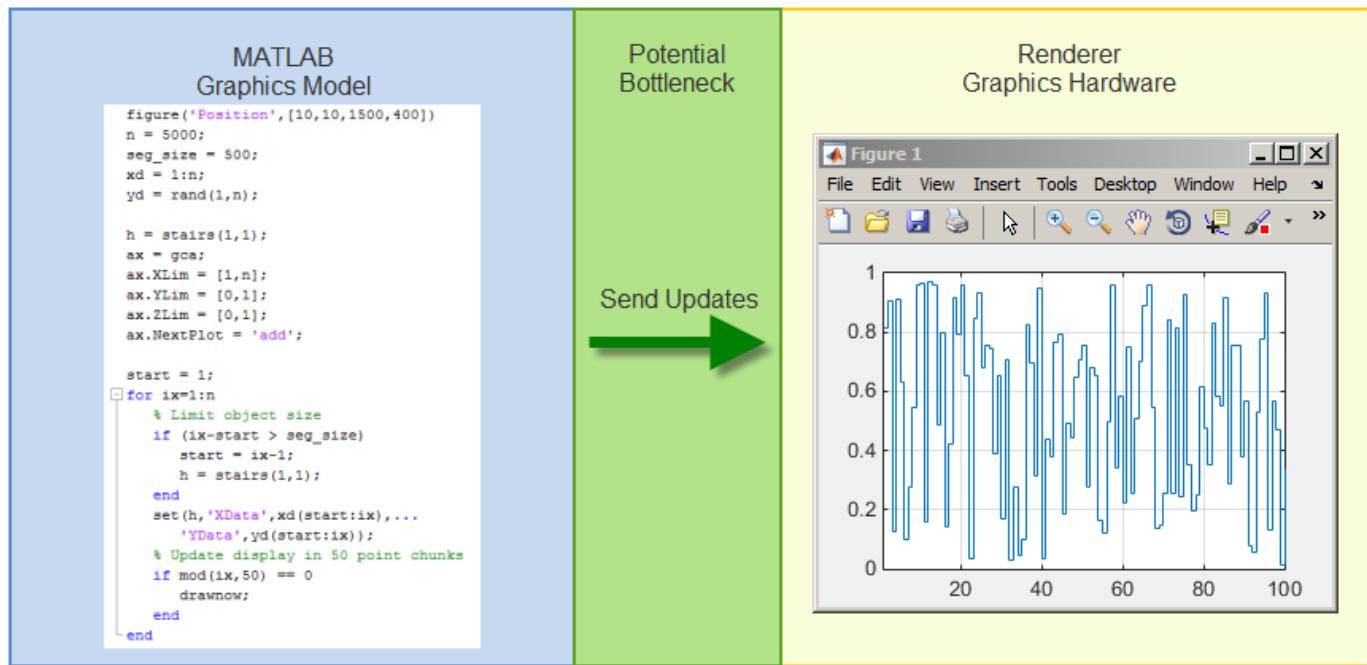 MATLAB
Graphics Model
figure('Position',[10,10,1500,400])
n = 5000;
seg_size = 500;
xd = 1:n;
yd = rand(1,n);
h = stairs(1,1);
ax = gca;
ax.XLim = [1,n];
ax.YLim = [0,1];
ax.ZLim = [0,1];
ax.NextPlot = 'add';
start = 1;
for ix=1:n
% Limit object size
if (ix-start > seg_size)
start = ix-1;
h = stairs(1,1);
end
set(h,'XData',xd(start:ix),...
'YData',yd(start:ix));
% Update display in 50 point chunks
if mod(ix,50) == 0
drawnow;
end
end
Potential
Bottleneck
Send Updates
Renderer
Graphics Hardware
Figure 1
File Edit View Insert Tools Desktop Window Help
1
0.8
0.6
0.4
0.2
0
20 40 60 80 100